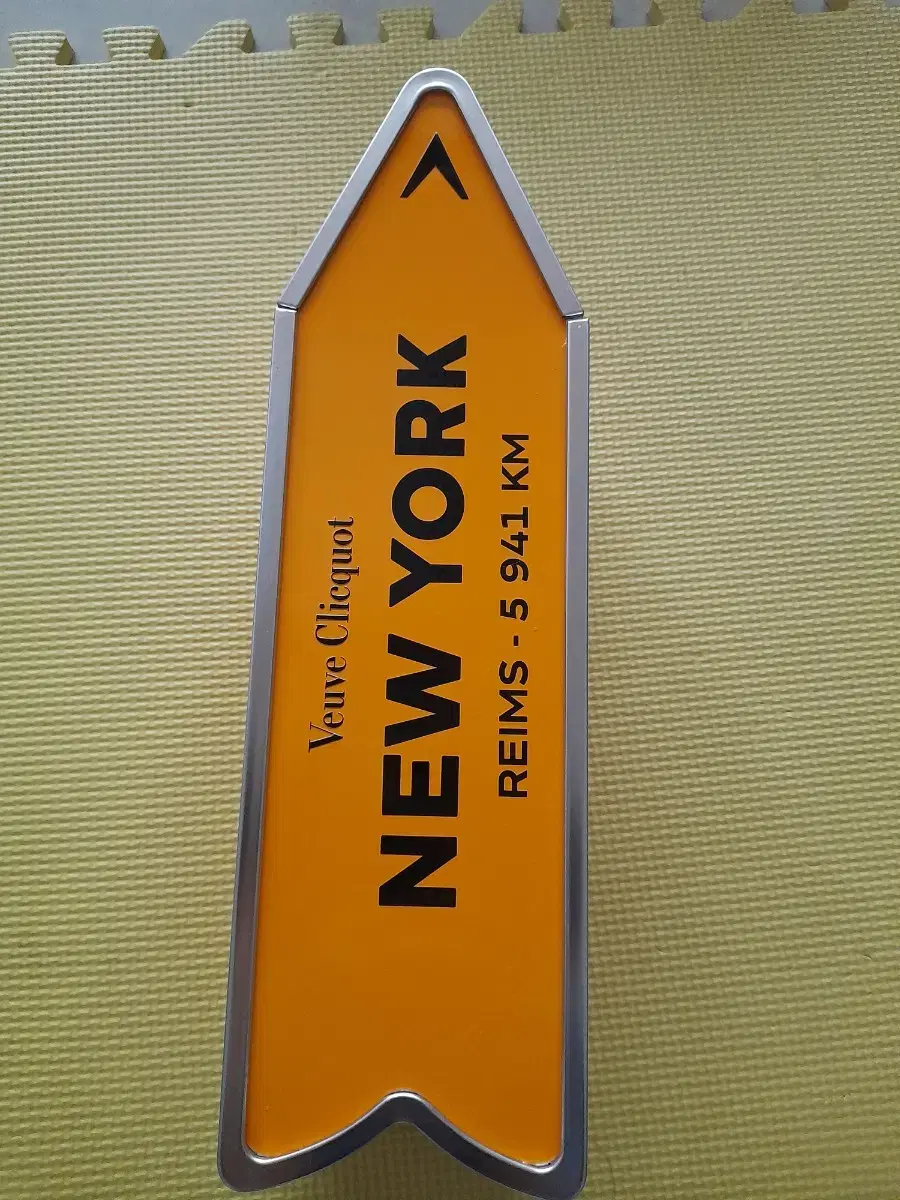 Veuve Clicquot
NEW YORK
REIMS - 5 941 KM